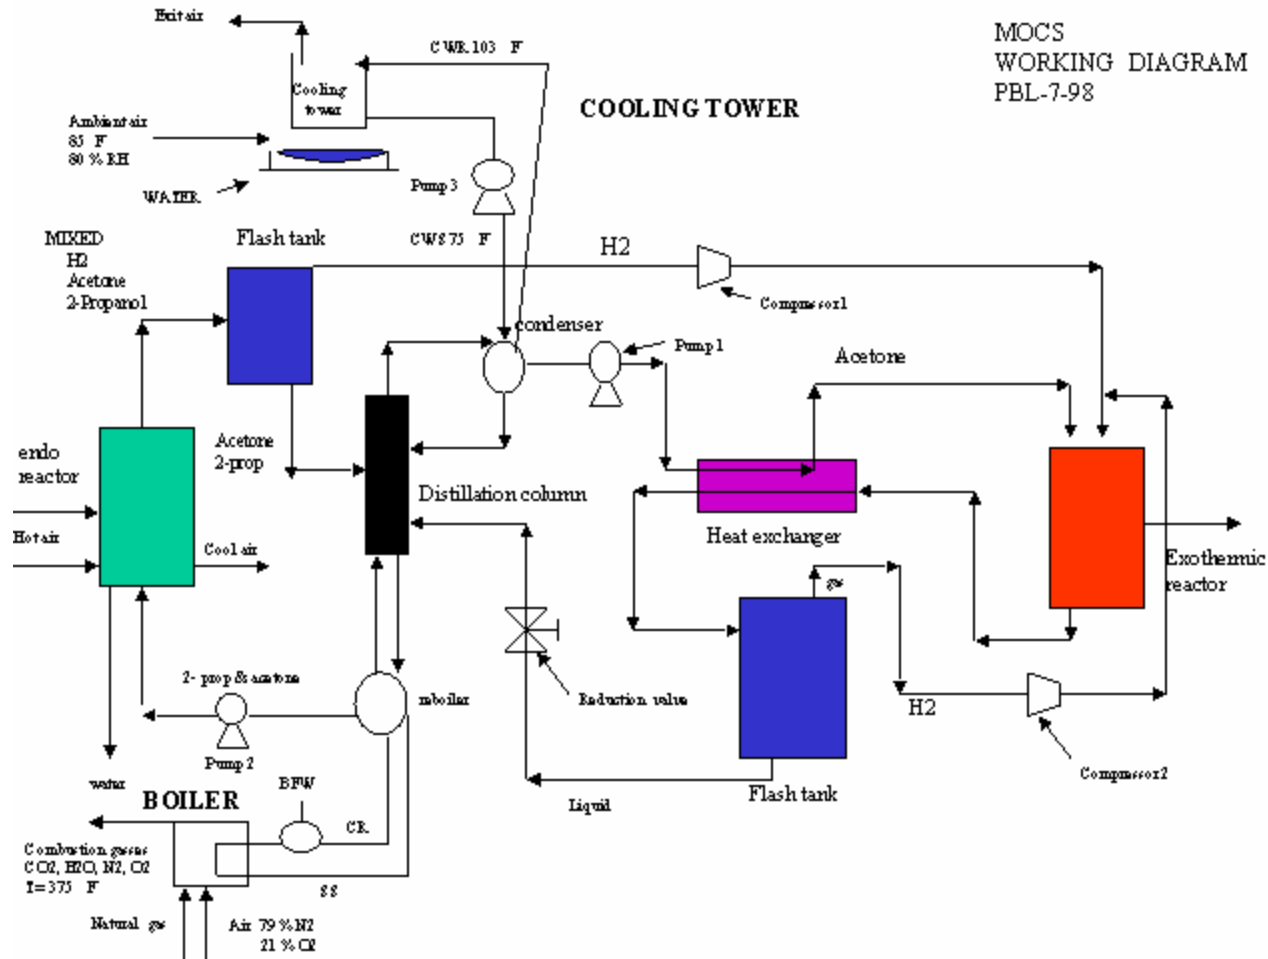 Exit air
CWR 103 F
MOCS
WORKING DIAGRAM
PBL-7-98
Cooling
tower
COOLING TOWER
Ambient air
85 F
80 % RH
Pump 3
WATER
MIXED
H2
Acetone
2-Propanol
Flash tank
CWS 75 F
H2
Compressor1
condenser
Pump 1
Acetone
endo
reactor
Acetone
2-prop
Distillation column
Heat exchanger
Hot air
Cool air
Exothermic
reactor
gas
2- prop & acetone
reboiler
Reduction valve
H2
Pump 2
Compressor2
water
BFW
Flash tank
BOILER
Liquid
CR
Combustion gases
CO2, H2O, N2, O2
T= 375 F
SS
Natural gas
Air 79 % N2
21 % O2